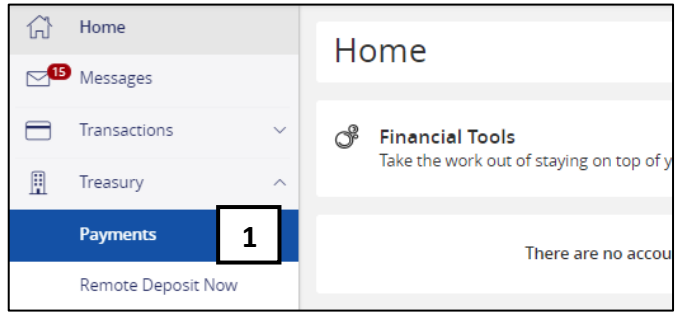 Home
15
Messages
Transactions
Treasury
Payments
1
Remote Deposit Now
Home
Financial Tools
Take the work out of staying on top of y
There are no accou